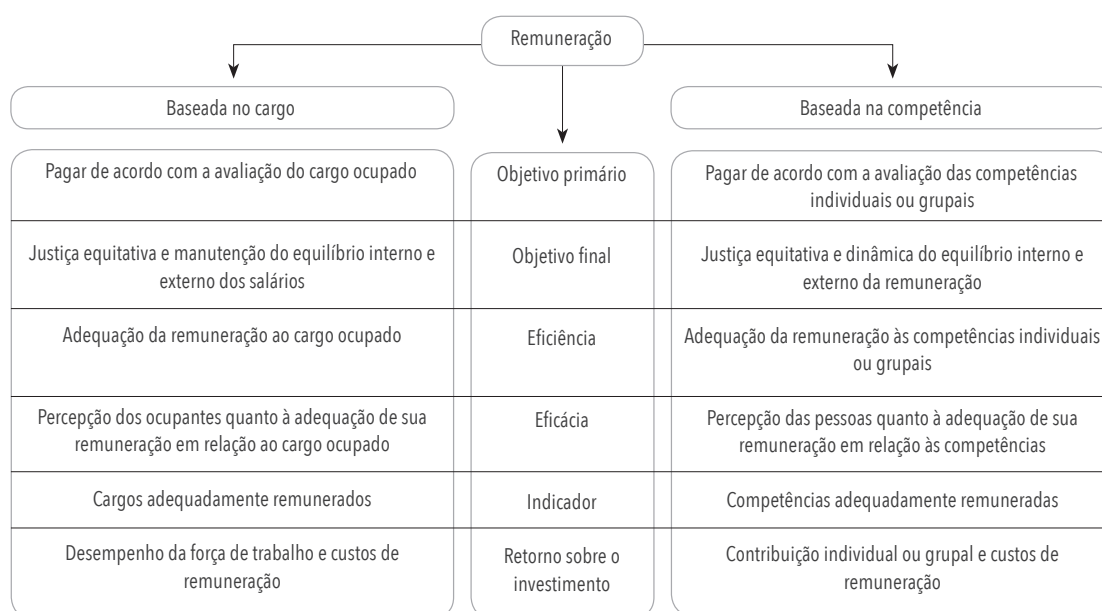 Remuneração
Baseada no cargo
Baseada na competência
Pagar de acordo com a avaliação do cargo ocupado
Objetivo primário
Pagar de acordo com a avaliação das competências
individuais ou grupais
Justiça equitativa e manutenção do equilíbrio interno e
externo dos salários
Objetivo final
Justiça equitativa e dinâmica do equilíbrio interno e
externo da remuneração
Adequação da remuneração ao cargo ocupado
Eficiência
Adequação da remuneração às competências individuais
ou grupais
Percepção dos ocupantes quanto à adequação de sua
remuneração em relação ao cargo ocupado
Eficácia
Percepção das pessoas quanto à adequação de sua
remuneração em relação às competências
Cargos adequadamente remunerados
Indicador
Competências adequadamente remuneradas
Desempenho da força de trabalho e custos de
remuneração
Retorno sobre o
investimento
Contribuição individual ou grupal e custos de
remuneração